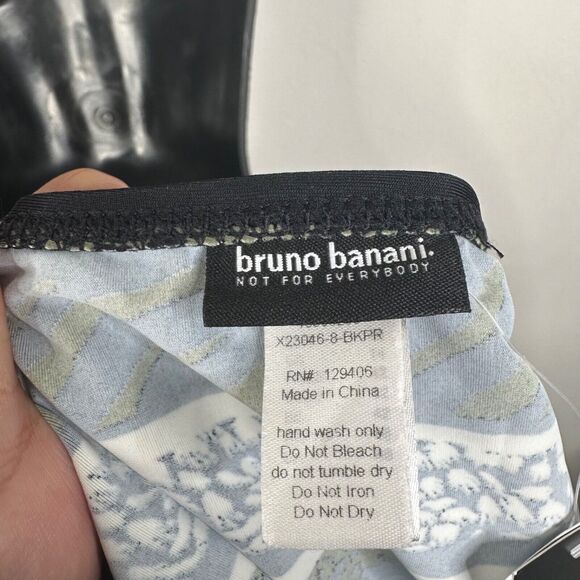 bruno banani.
NOT FOR EVERYBODY
X23046-8-BKPR
RN# 129406
Made in China
hand wash only
Do Not Bleach
do not tumble dry
Do Not Iron
Do Not Dry